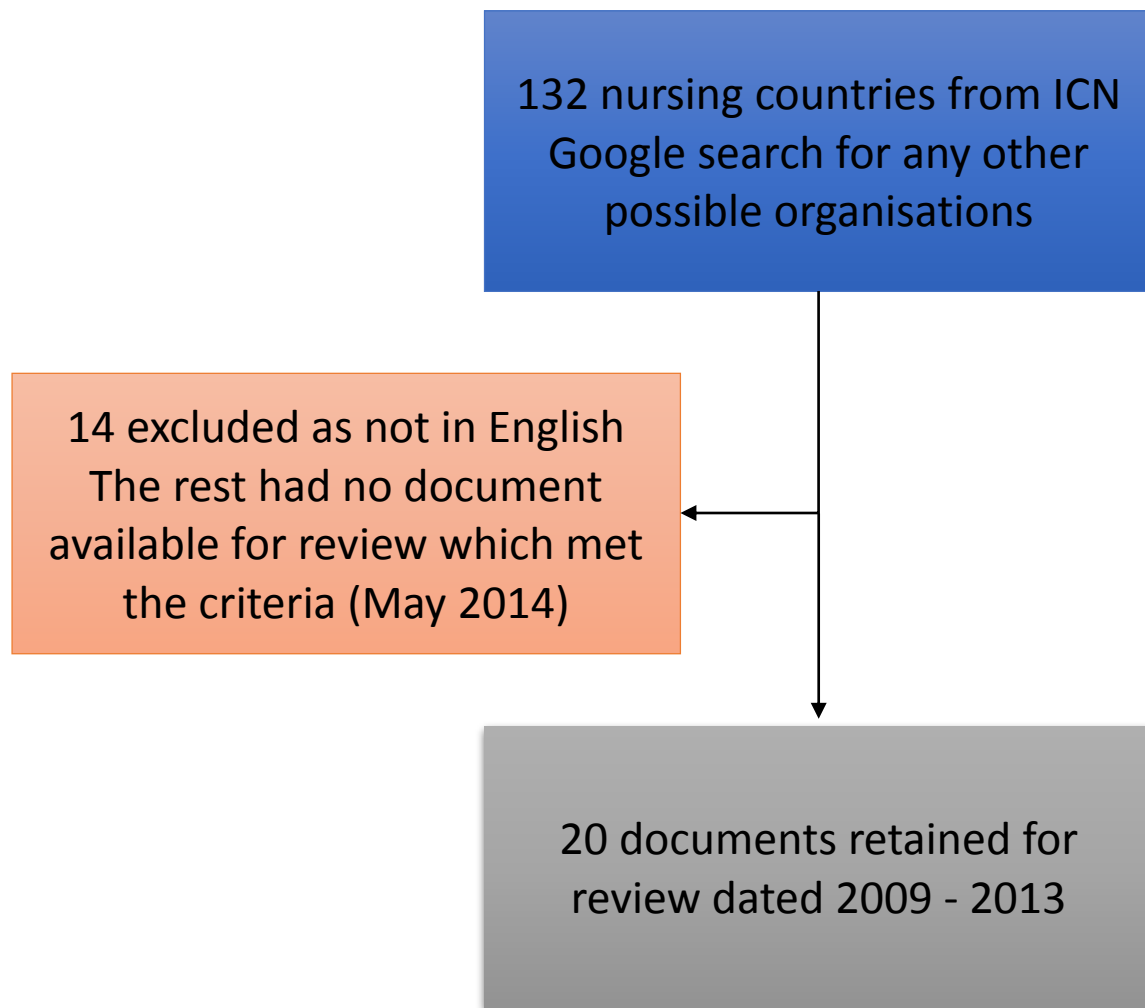 132 nursing countries from ICN
Google search for any other
possible organisations
14 excluded as not in English
The rest had no document
available for review which met
the criteria (May 2014)
20 documents retained for
review dated 2009 - 2013